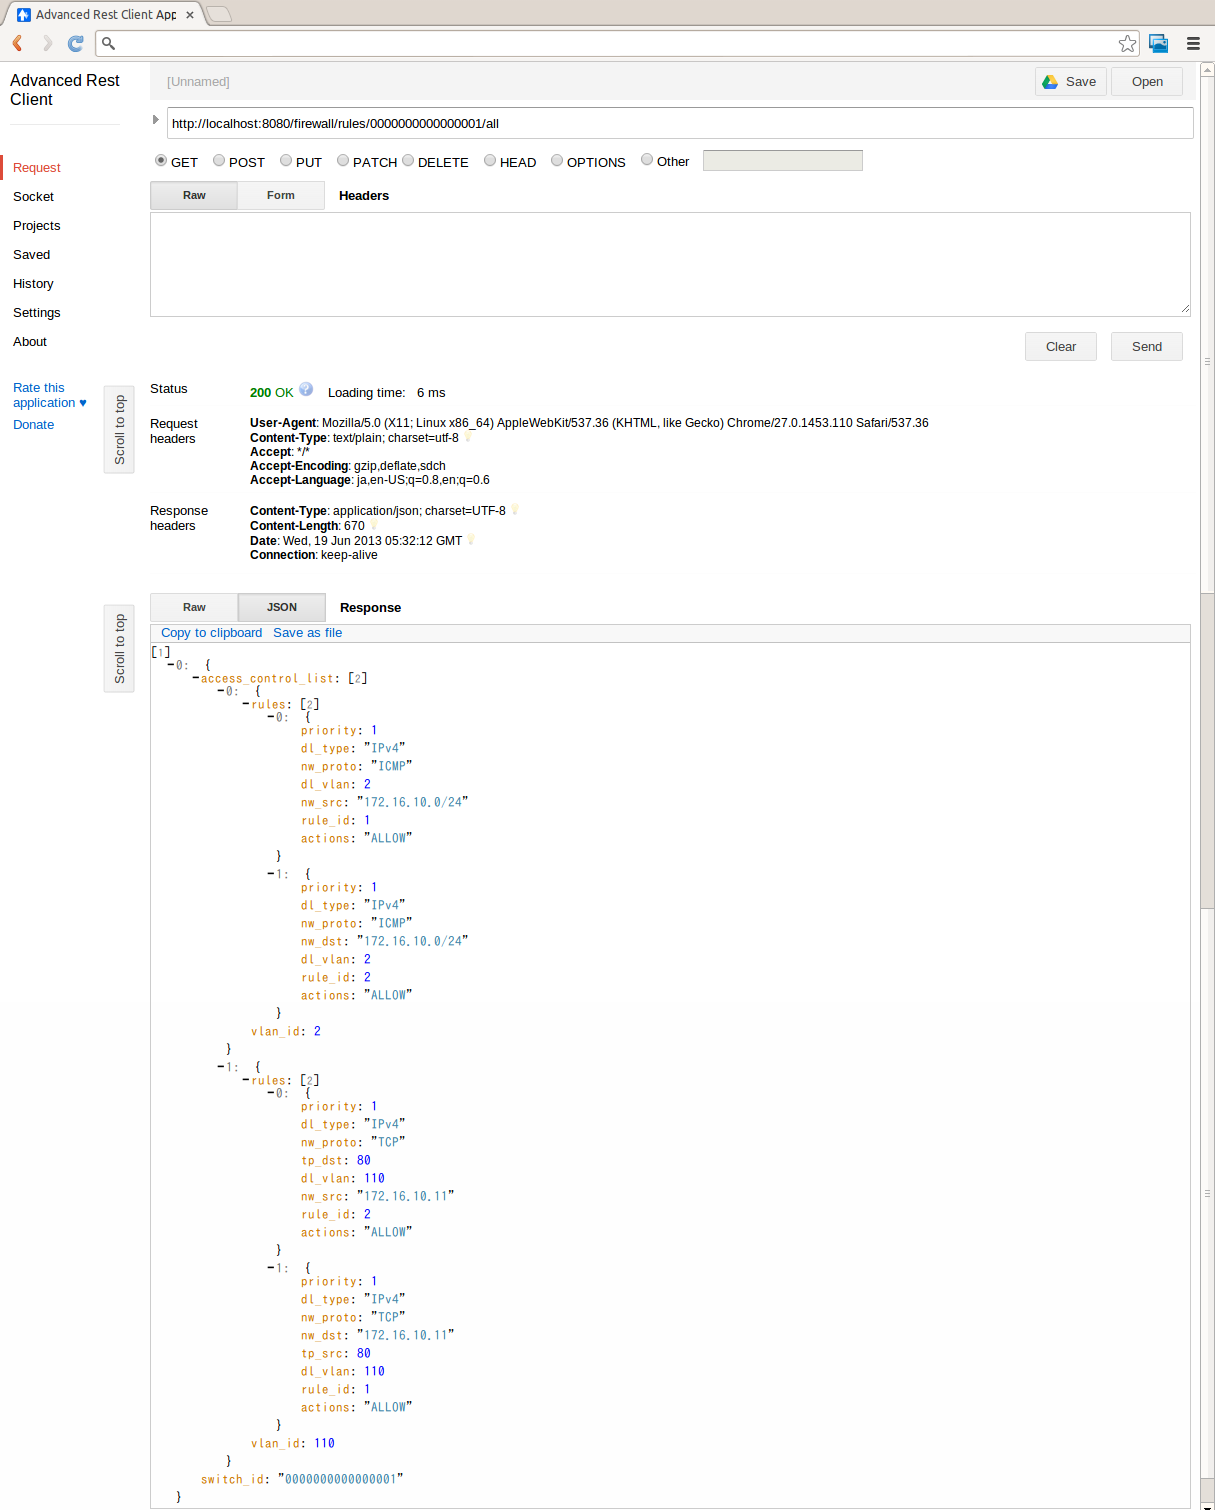 Advanced Rest Client App
Advanced Rest
Client
[Unnamed]
Save
Open
http://localhost:8080/firewall/rules/0000000000000001/all
GET POST PUT PATCH DELETE HEAD OPTIONS Other
Raw Form Headers
Request
Socket
Projects
Saved
History
Settings
About
Rate this
application ♥
Donate
Clear Send
Scroll to top
Status 200 OK ? Loading time: 6 ms
Request
headers
User-Agent: Mozilla/5.0 (X11; Linux x86_64) AppleWebKit/537.36 (KHTML, like Gecko) Chrome/27.0.1453.110 Safari/537.36
Content-Type: text/plain; charset=utf-8
Accept: */*
Accept-Encoding: gzip,deflate,sdch
Accept-Language: ja,en-US;q=0.8,en;q=0.6
Response
headers
Content-Type: application/json; charset=UTF-8
Content-Length: 670
Date: Wed, 19 Jun 2013 05:32:12 GMT
Connection: keep-alive
Scroll to top
Raw JSON Response
Copy to clipboard Save as file
[1]
-0: {
-access_control_list: [2]
-0: {
-rules: [2]
-0: {
priority: 1
dl_type: "IPv4"
nw_proto: "ICMP"
dl_vlan: 2
nw_src: "172.16.10.0/24"
rule_id: 1
actions: "ALLOW"
}
-1: {
priority: 1
dl_type: "IPv4"
nw_proto: "ICMP"
nw_dst: "172.16.10.0/24"
dl_vlan: 2
rule_id: 2
actions: "ALLOW"
}
vlan_id: 2
}
-1: {
-rules: [2]
-0: {
priority: 1
dl_type: "IPv4"
nw_proto: "TCP"
tp_dst: 80
dl_vlan: 110
nw_src: "172.16.10.11"
rule_id: 2
actions: "ALLOW"
}
-1: {
priority: 1
dl_type: "IPv4"
nw_proto: "TCP"
nw_dst: "172.16.10.11"
tp_src: 80
dl_vlan: 110
rule_id: 1
actions: "ALLOW"
}
vlan_id: 110
}
switch_id: "0000000000000001"
}